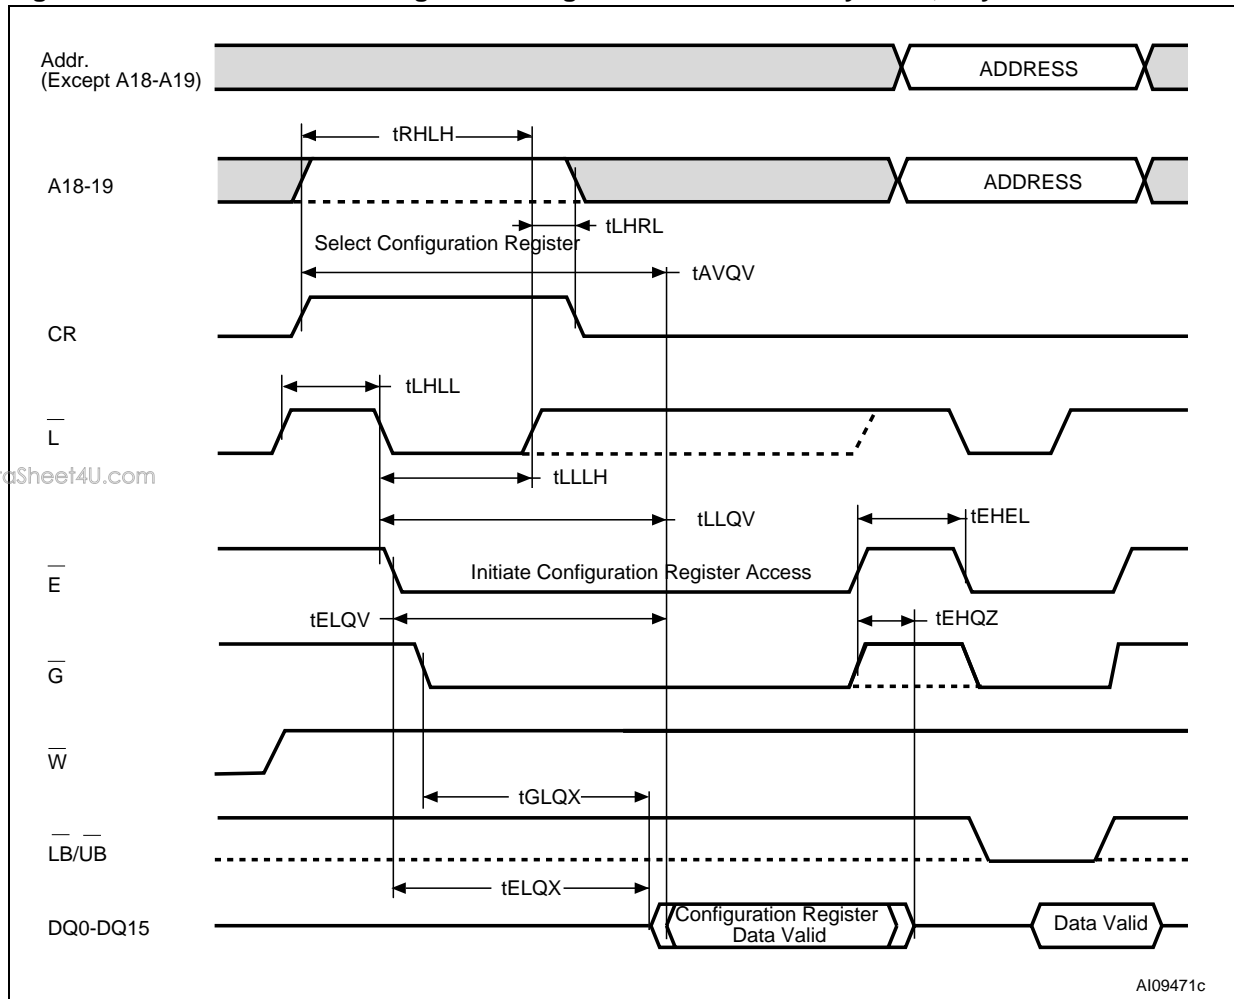 Addr.
(Except A18-A19)
ADDRESS
tRHLH
A18-19
ADDRESS
tLHRL
Select Configuration Register
tAVQV
CR
tLHLL
L
aSheet4U.com
tLLLH
tLLQV
tEHEL
E
Initiate Configuration Register Access
tELQV
tEHQZ
G
W
tGLQX
LB/UB
tELQX
DQ0-DQ15
Configuration Register
Data Valid
Data Valid
AI09471c